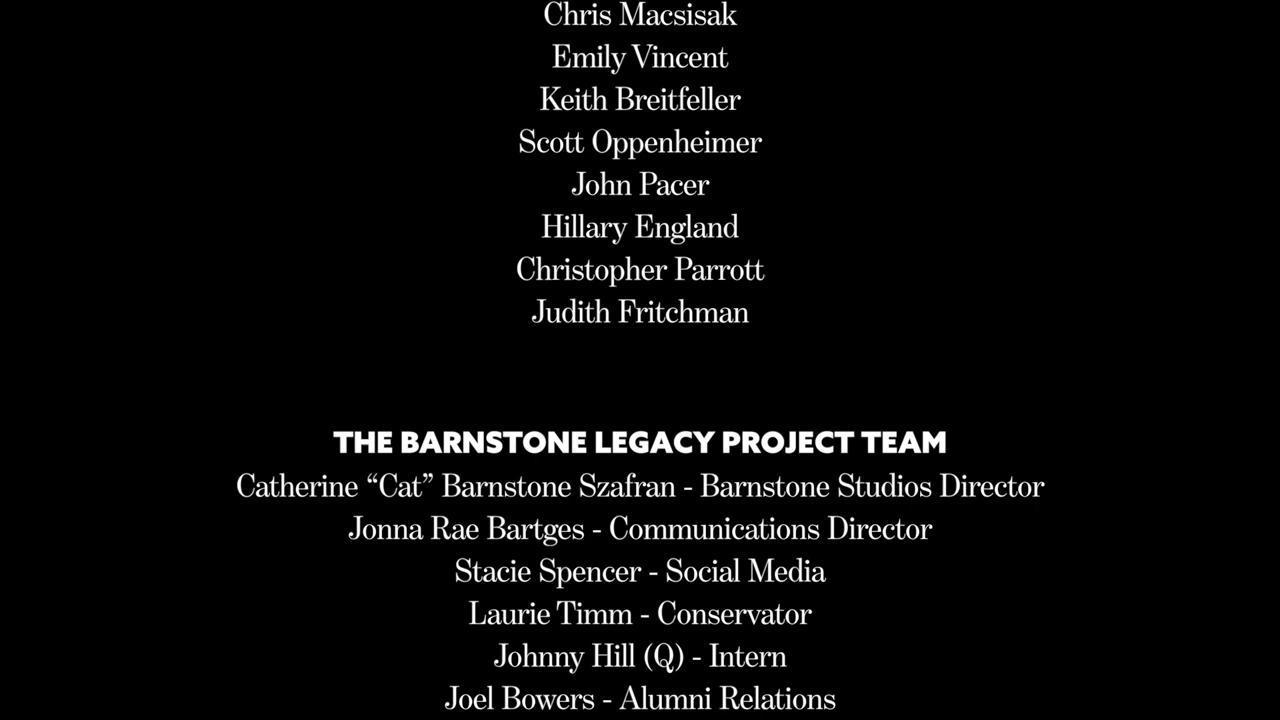 Chris Macsisak
Emily Vincent
Keith Breitfeller
Scott Oppenheimer
John Pacer
Hillary England
Christopher Parrott
Judith Fritchman
THE BARNSTONE LEGACY PROJECT TEAM
Catherine “Cat” Barnstone Szafran - Barnstone Studios Director
Jonna Rae Bartges - Communications Director
Stacie Spencer - Social Media
Laurie Timm - Conservator
Johnny Hill (Q) - Intern
Joel Bowers - Alumni Relations